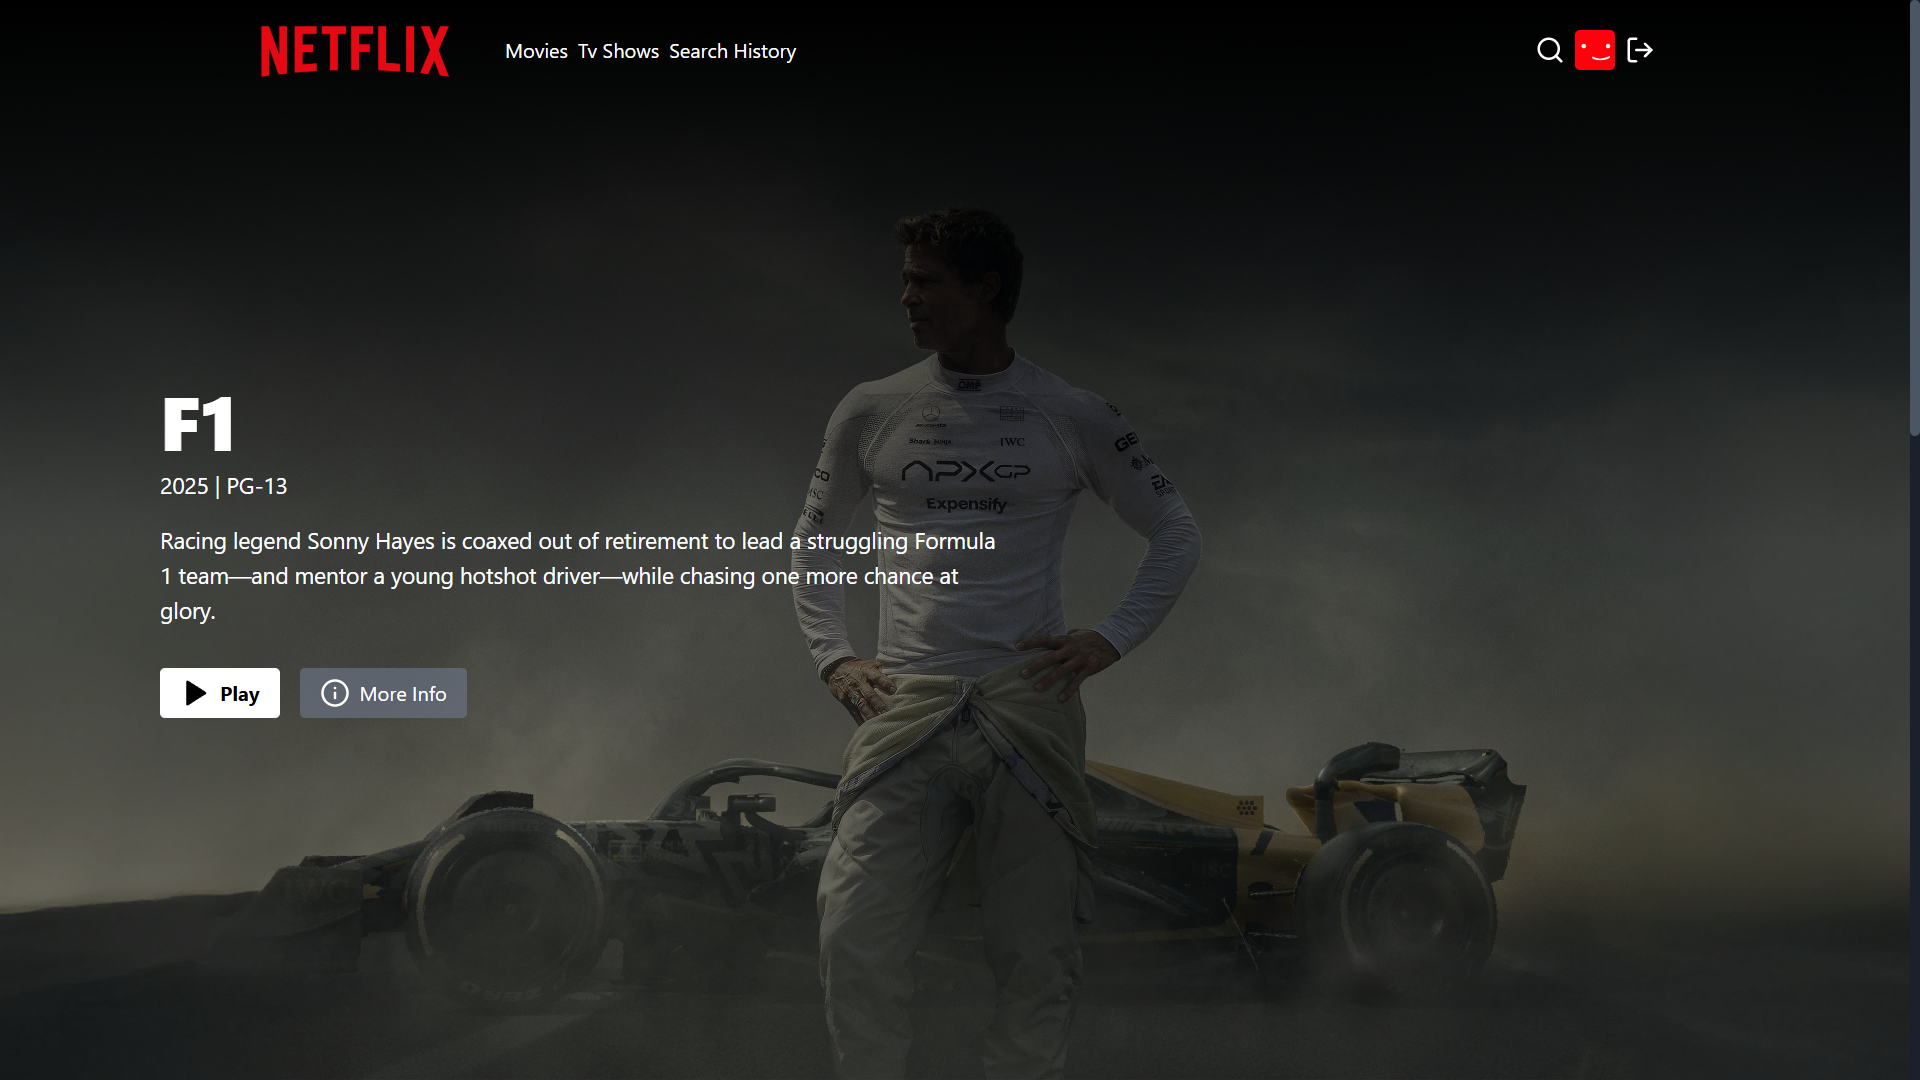 NETFLIX
Movies Tv Shows Search History
F1
2025 | PG-13
Racing legend Sonny Hayes is coaxed out of retirement to lead a struggling Formula
1 team—and mentor a young hotshot driver—while chasing one more chance at
glory.
Play
More Info
OMP
IWC
APXGP
Expensify